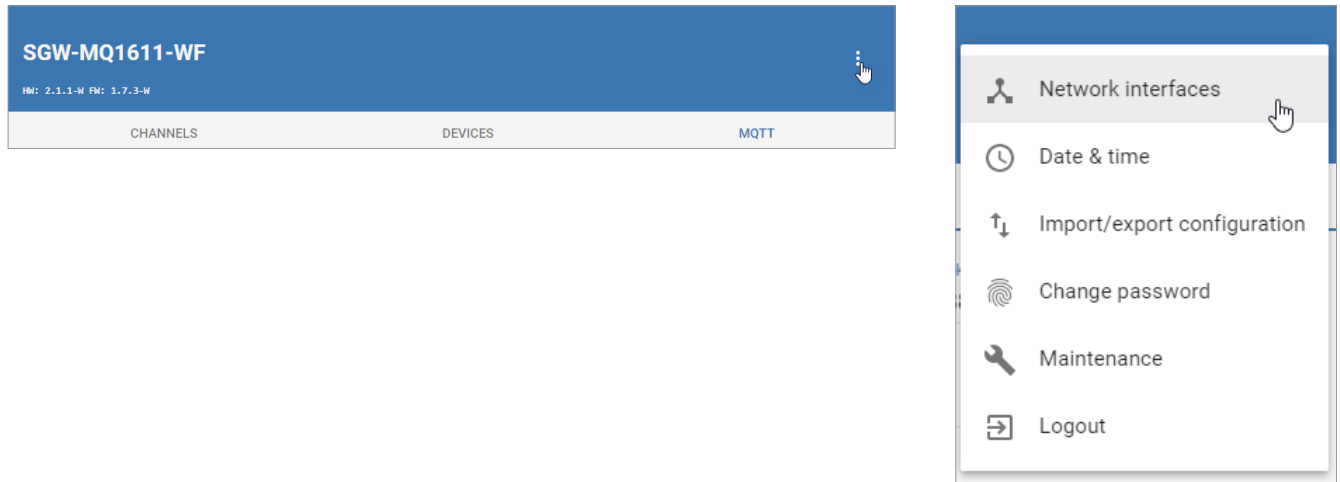 SGW-MQ1611-WF
HW: 2.1.1-W FW: 1.7.3-W
CHANNELS DEVICES MQTT
Network interfaces
Date & time
Import/export configuration
Change password
Maintenance
Logout